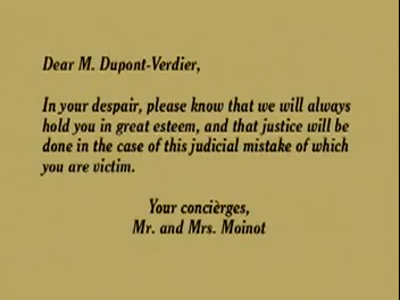 Dear M. Dupont-Verdier,
In your despair, please know that we will always
hold you in great esteem, and that justice will be
done in the case of this judicial mistake of which
you are victim.
Your concièrges,
Mr. and Mrs. Moinot